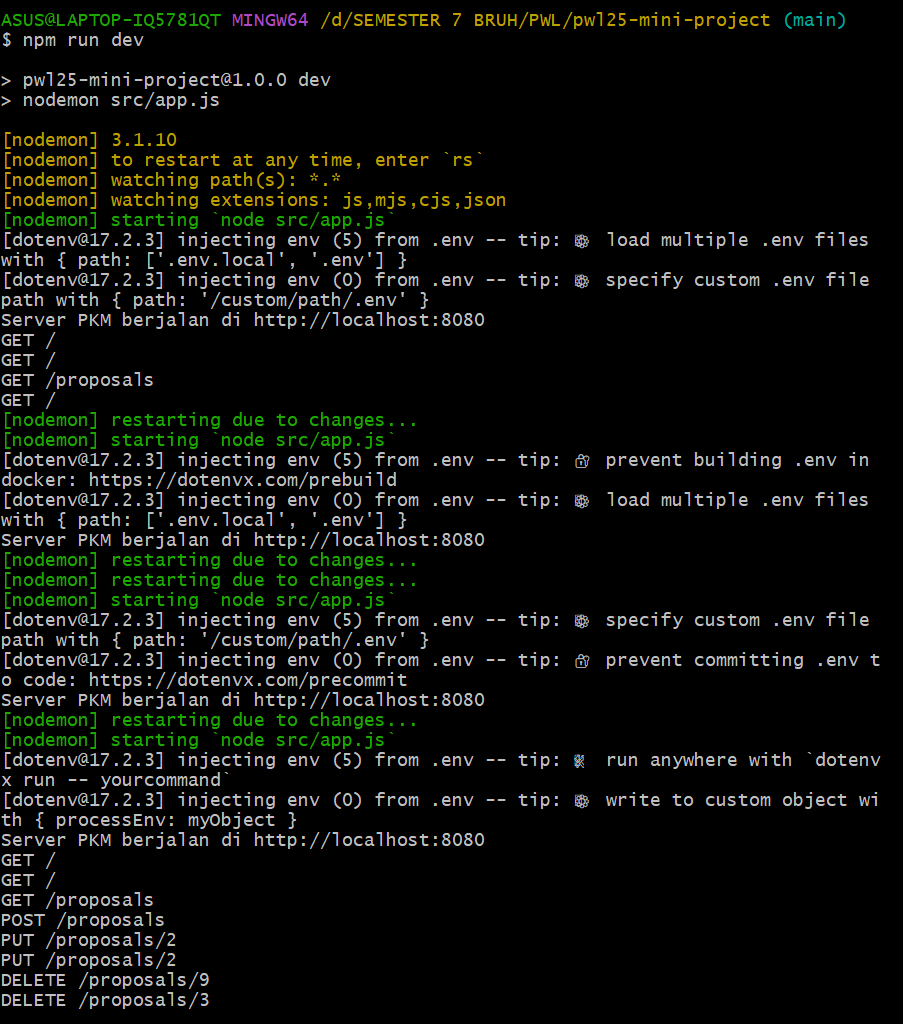 ASUS@LAPTOP-IQ5781QT MINGW64 /d/SEMESTER 7 BRUH/PWL/pwl25-mini-project (main)
$ npm run dev

> pwl25-mini-project@1.0.0 dev
> nodemon src/app.js

[nodemon] 3.1.10
[nodemon] to restart at any time, enter `rs`
[nodemon] watching path(s): *.*
[nodemon] watching extensions: js,mjs,cjs,json
[nodemon] starting `node src/app.js`
[dotenv@17.2.3] injecting env (5) from .env -- tip: ⚙ load multiple .env files
with { path: ['.env.local', '.env'] }
[dotenv@17.2.3] injecting env (0) from .env -- tip: ⚙ specify custom .env file
path with { path: '/custom/path/.env' }
Server PKM berjalan di http://localhost:8080
GET /
GET /
GET /proposals
GET /
[nodemon] restarting due to changes...
[nodemon] starting `node src/app.js`
[dotenv@17.2.3] injecting env (5) from .env -- tip: 🔐 prevent building .env in
docker: https://dotenvx.com/prebuild
[dotenv@17.2.3] injecting env (0) from .env -- tip: ⚙ load multiple .env files
with { path: ['.env.local', '.env'] }
Server PKM berjalan di http://localhost:8080
[nodemon] restarting due to changes...
[nodemon] restarting due to changes...
[nodemon] starting `node src/app.js`
[dotenv@17.2.3] injecting env (5) from .env -- tip: ⚙ specify custom .env file
path with { path: '/custom/path/.env' }
[dotenv@17.2.3] injecting env (0) from .env -- tip: 🔐 prevent committing .env t
o code: https://dotenvx.com/precommit
Server PKM berjalan di http://localhost:8080
[nodemon] restarting due to changes...
[nodemon] starting `node src/app.js`
[dotenv@17.2.3] injecting env (5) from .env -- tip: 🛠 run anywhere with `dotenv
x run -- yourcommand`
[dotenv@17.2.3] injecting env (0) from .env -- tip: ⚙ write to custom object wi
th { processEnv: myObject }
Server PKM berjalan di http://localhost:8080
GET /
GET /
GET /proposals
POST /proposals
PUT /proposals/2
PUT /proposals/2
DELETE /proposals/9
DELETE /proposals/3